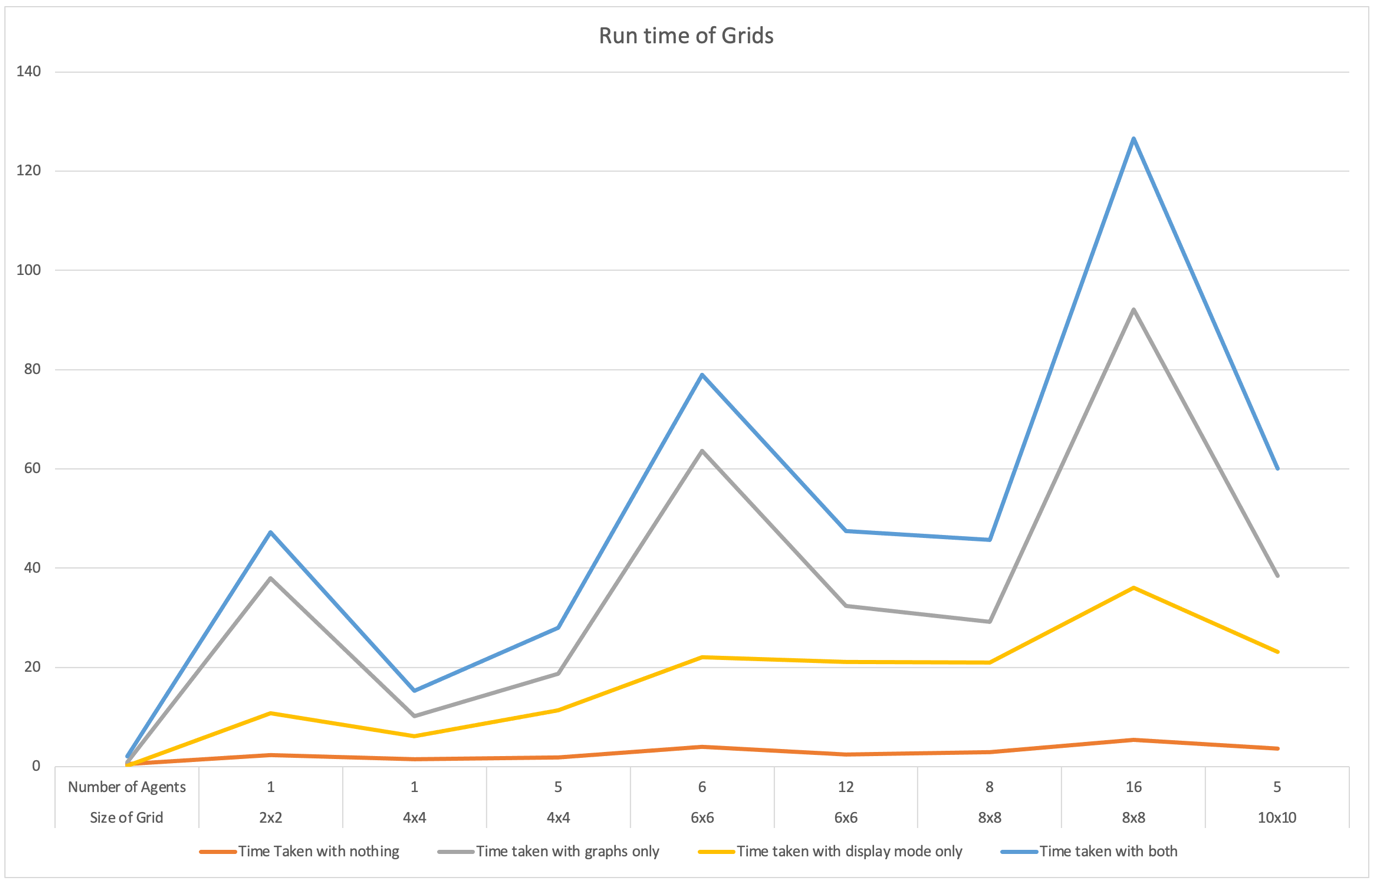 Run time of Grids
140
120
100
80
60
40
20
0
Number of Agents 1 1 5 6 12 8 16 5
Size of Grid 2x2 4x4 4x4 6x6 6x6 8x8 8x8 10x10
Time Taken with nothing Time taken with graphs only Time taken with display mode only Time taken with both